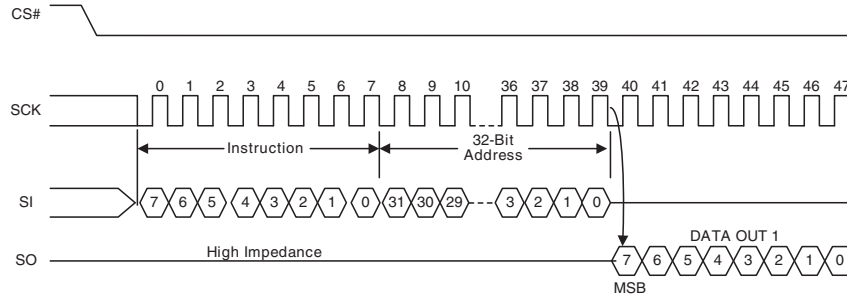 CS#
SCK
0 1 2 3 4 5 6 7 8 9 10 36 37 38 39 40 41 42 43 44 45 46 47
Instruction
32-Bit
Address
SI
7 6 5 4 3 2 1 0 31 30 29 3 2 1 0
DATA OUT 1
SO
High Impedance
7 6 5 4 3 2 1 0
MSB